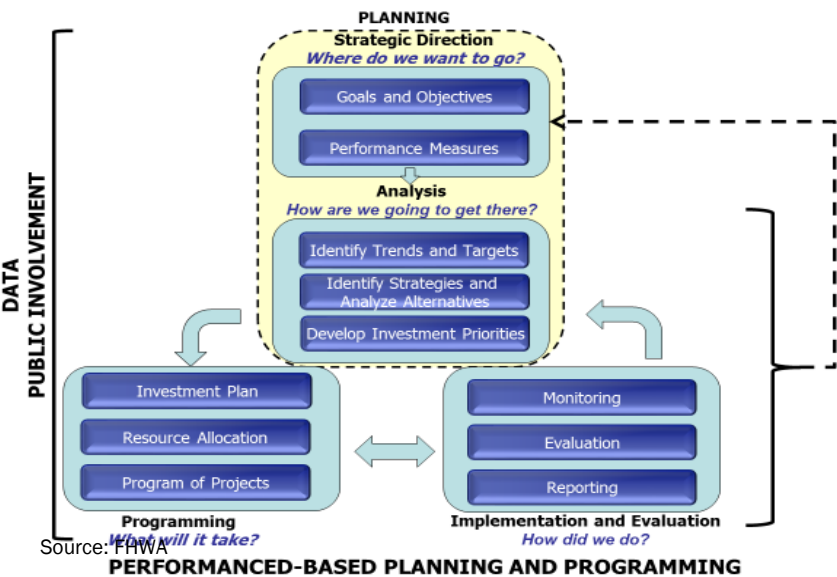 PLANNING
Strategic Direction
Where do we want to go?
Goals and Objectives
Performance Measures
Analysis
How are we going to get there?
Identify Trends and Targets
Identify Strategies and
Analyze Alternatives
Develop Investment Priorities
DATA
PUBLIC INVOLVEMENT
Investment Plan
Resource Allocation
Program of Projects
Programming
What will it take?
Monitoring
Evaluation
Reporting
Implementation and Evaluation
How did we do?
Source: FHWA
PERFORMANCED-BASED PLANNING AND PROGRAMMING